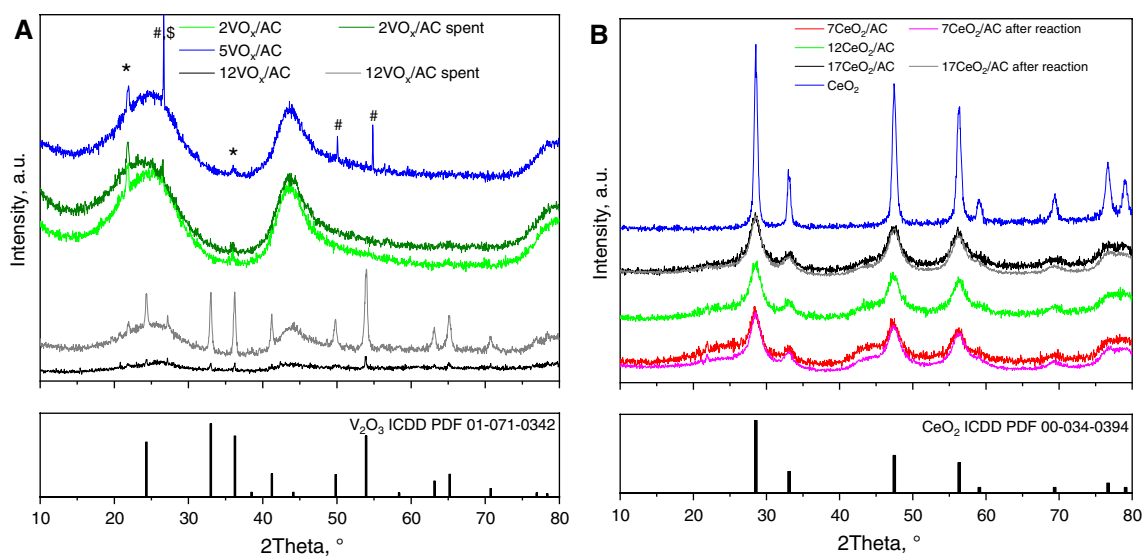 A
# $
*
*
#
#
2VOₓ/AC
2VOₓ/AC spent
5VOₓ/AC
12VOₓ/AC
12VOₓ/AC spent
Intensity, a.u.
V₂O₃ ICDD PDF 01-071-0342
10 20 30 40 50 60 70 80
2Theta, °
B
7CeO₂/AC
7CeO₂/AC after reaction
12CeO₂/AC
17CeO₂/AC
17CeO₂/AC after reaction
CeO₂
Intensity, a.u.
CeO₂ ICDD PDF 00-034-0394
10 20 30 40 50 60 70 80
2Theta, °